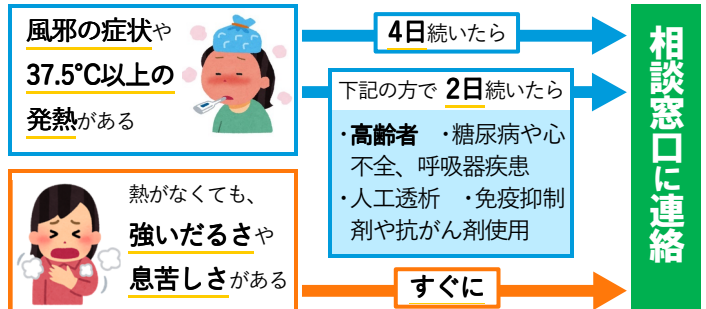 風邪の症状や
37.5℃以上の
発熱がある
4日続いたら
下記の方で 2日続いたら
・高齢者 ・糖尿病や心
不全、呼吸器疾患
・人工透析 ・免疫抑制
剤や抗がん剤使用
熱がなくても、
強いだるさや
息苦しさがある
すぐに
相談窓口に連絡